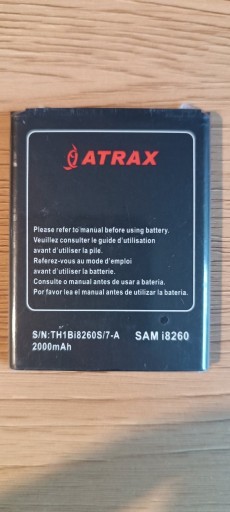 ATRAX
Please refer to manual before using battery.
Veuillez consulter le guide d'utilisation
avant d'utiliser la pile.
Referez-vous au mode d'emploi
avant d'utiliser la batterie.
Consulte o manual antes de usar a bateria.
Por favor lea el manual antes de utilizar la batería.
S/N:TH1Bi8260S/7-A SAM i8260
2000mAh